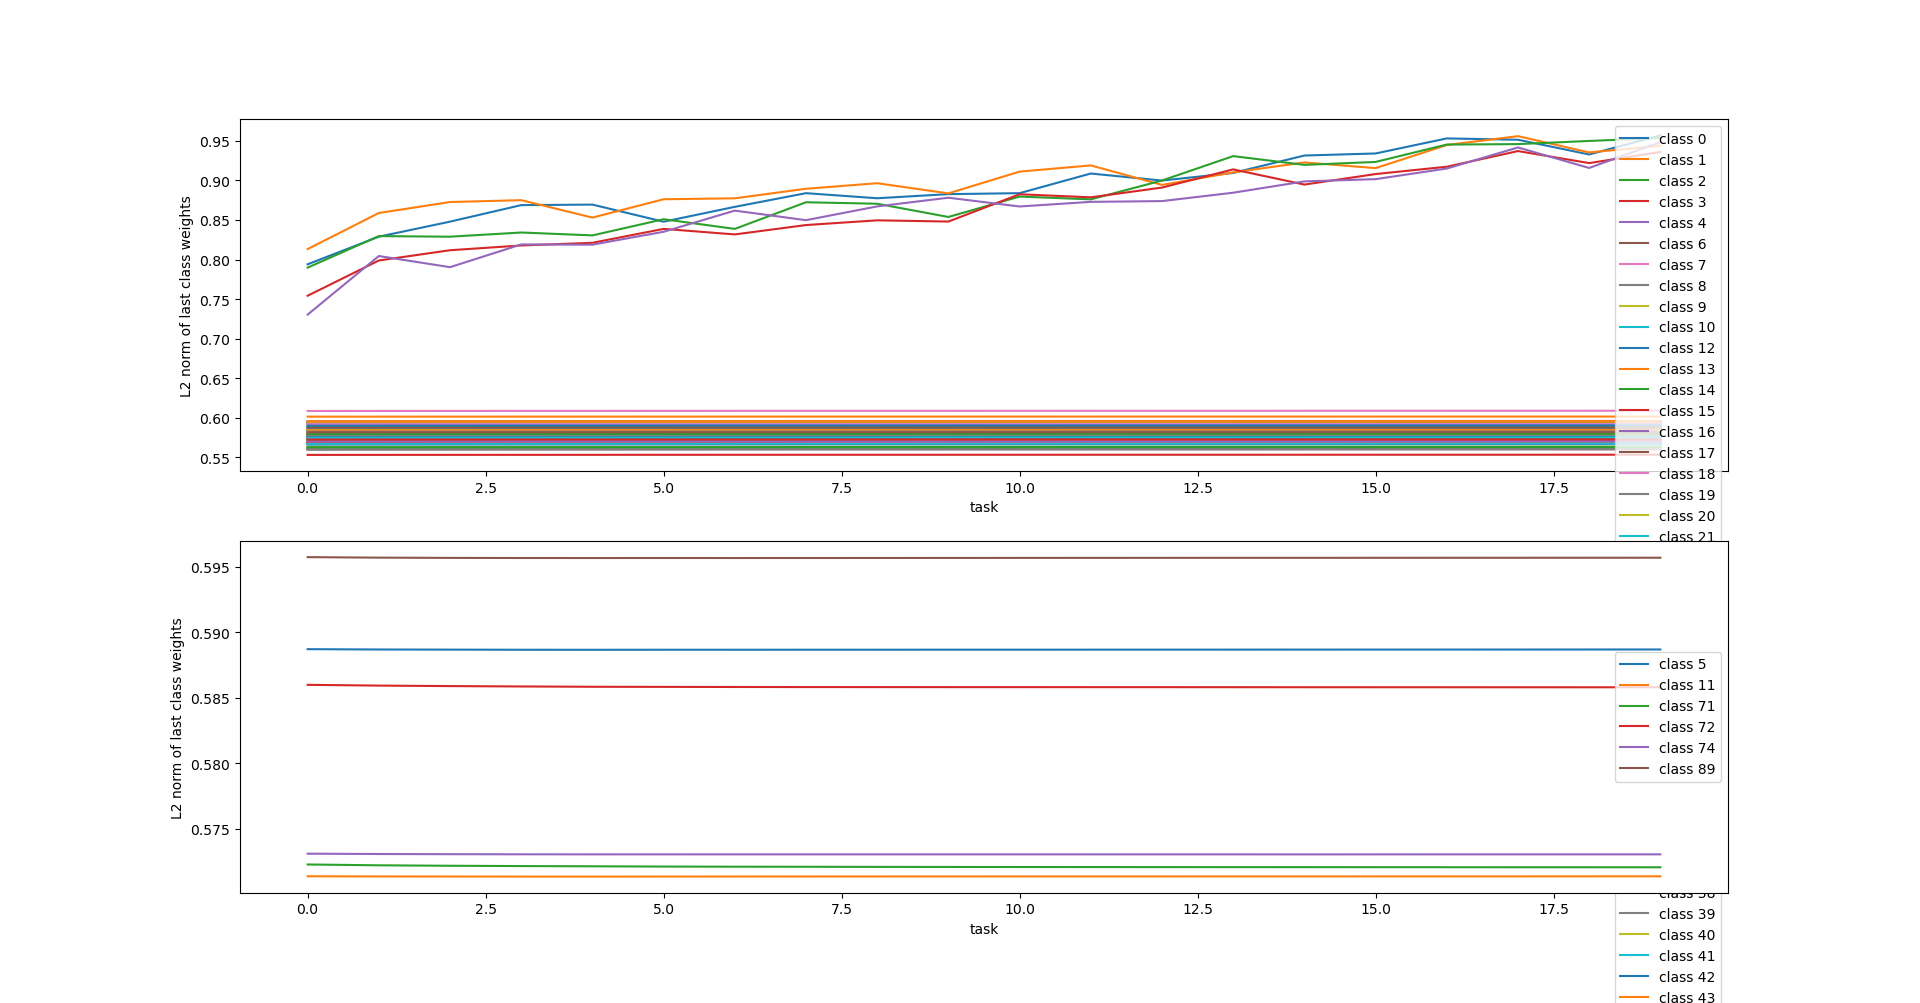 L2 norm of last class weights
0.95
0.90
0.85
0.80
0.75
0.70
0.65
0.60
0.55
0.0 2.5 5.0 7.5 10.0 12.5 15.0 17.5
task
class 0
class 1
class 2
class 3
class 4
class 6
class 7
class 8
class 9
class 10
class 12
class 13
class 14
class 15
class 16
class 17
class 18
class 19
class 20
class 21
L2 norm of last class weights
0.595
0.590
0.585
0.580
0.575
0.0 2.5 5.0 7.5 10.0 12.5 15.0 17.5
task
class 5
class 11
class 71
class 72
class 74
class 89
class 38
class 39
class 40
class 41
class 42
class 43